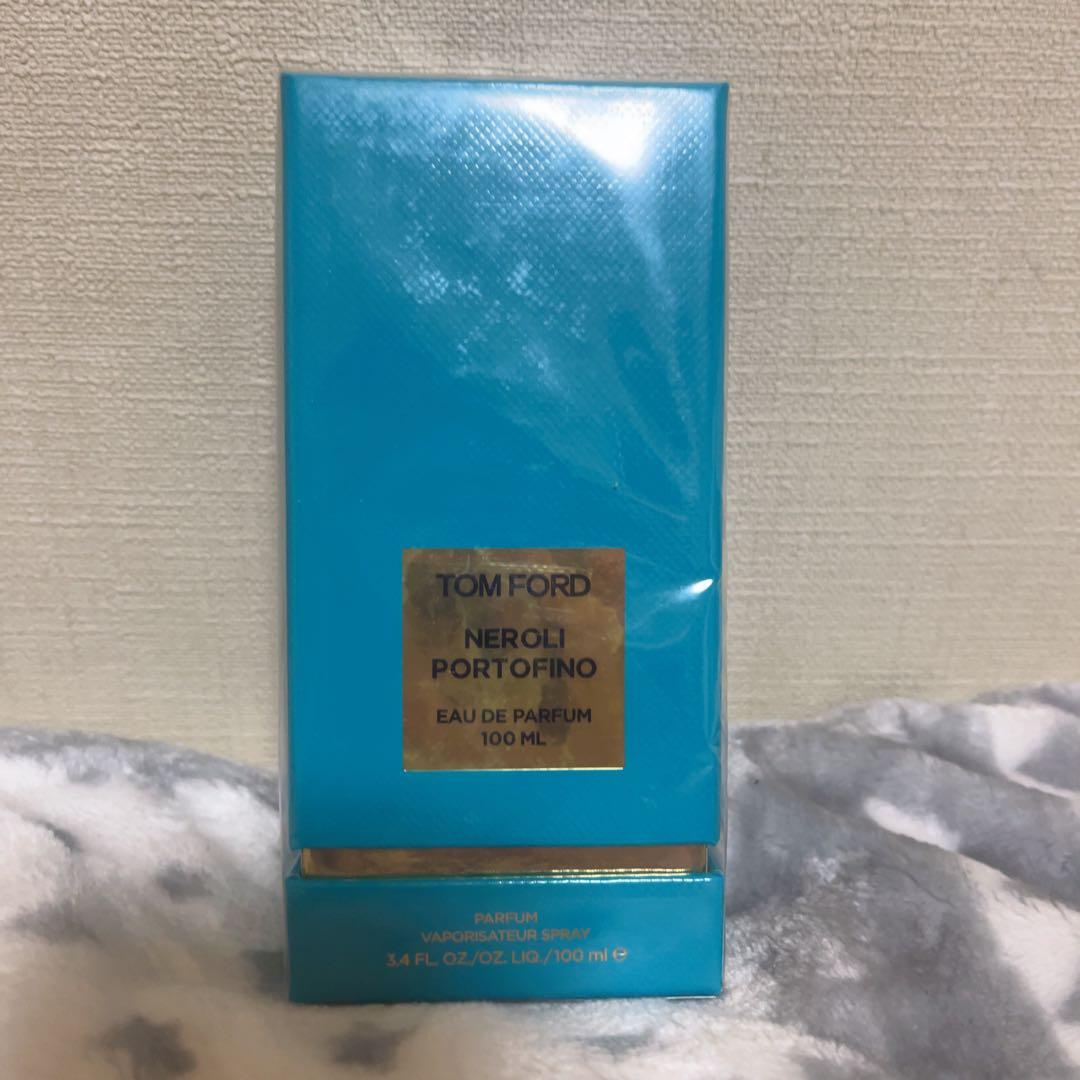 TOM FORD
NEROLI
PORTOFINO
EAU DE PARFUM
100 ML
PARFUM
VAPORISATEUR SPRAY
3.4 FL. OZ./OZ. LIQ./100 ml ℮